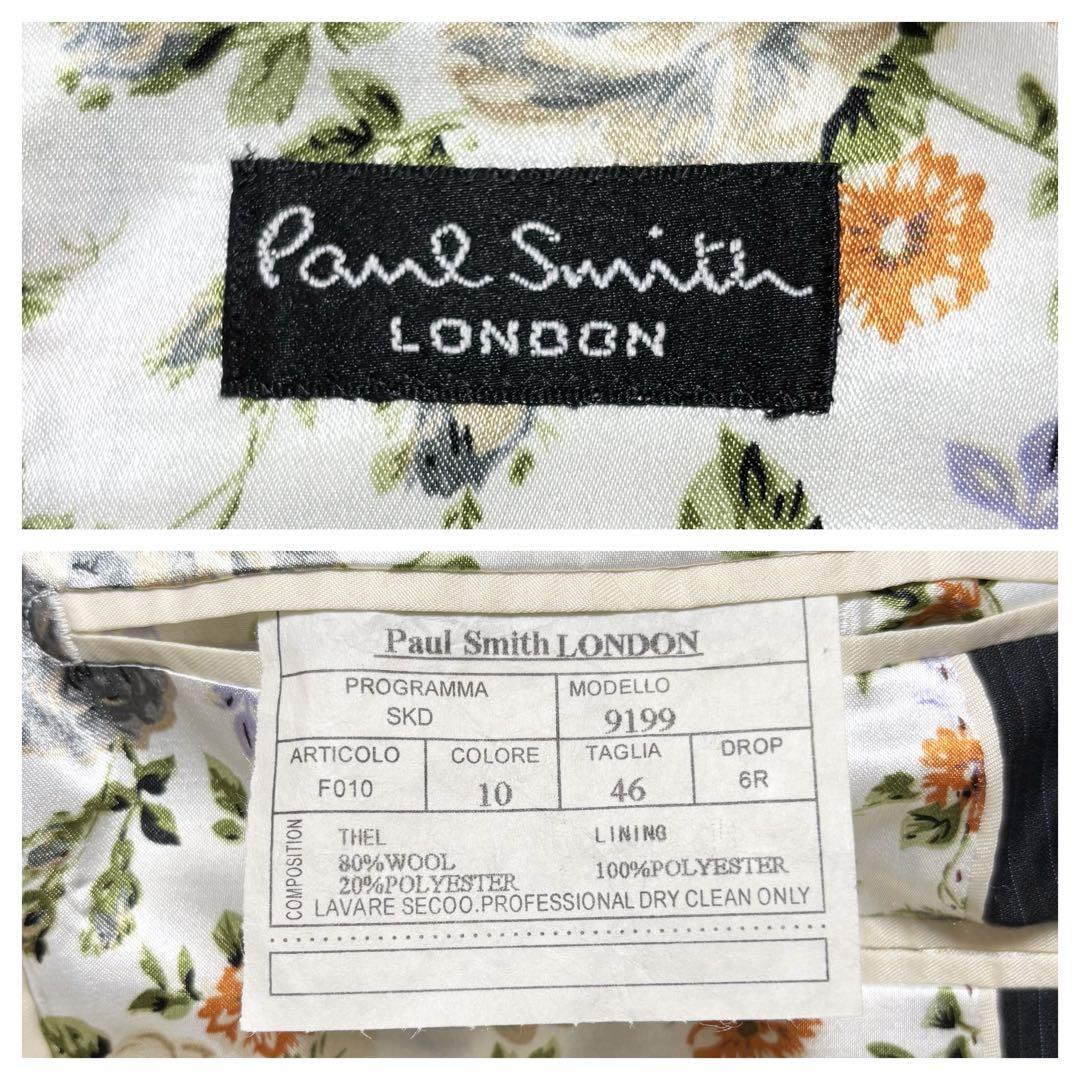 Paul Smith
LONDON
Paul Smith LONDON
PROGRAMMA
SKD
MODELLO
9199
ARTICOLO
F010
COLORE
10
TAGLIA
46
DROP
6R
COMPOSITION
THEL
80%WOOL
20%POLYESTER
LINING
100%POLYESTER
LAVARE SECOO.PROFESSIONAL DRY CLEAN ONLY